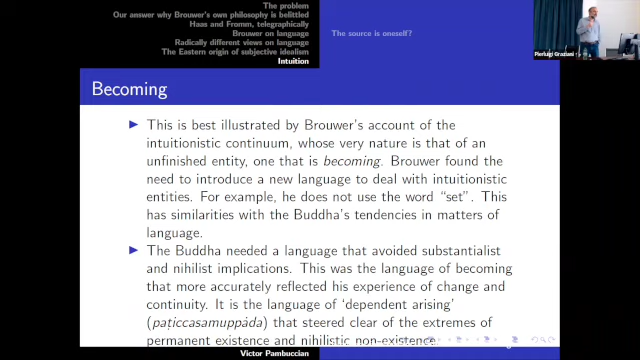 The problem
Our answer why Brouwer's own philosophy is belittled
Haas and Fromm, telegraphically
Brouwer on language
Radically different views on language
The Eastern origin of subjective idealism
Intuition
The source is oneself?
Pierluigi Graziani
Becoming
This is best illustrated by Brouwer's account of the
intuitionistic continuum, whose very nature is that of an
unfinished entity, one that is becoming. Brouwer found the
need to introduce a new language to deal with intuitionistic
entities. For example, he does not use the word "set". This
has similarities with the Buddha's tendencies in matters of
language.
The Buddha needed a language that avoided substantialist
and nihilist implications. This was the language of becoming
that more accurately reflected his experience of change and
continuity. It is the language of 'dependent arising'
(paṭiccasamuppāda) that steered clear of the extremes of
permanent existence and nihilistic non-existence.
Victor Pambuccian